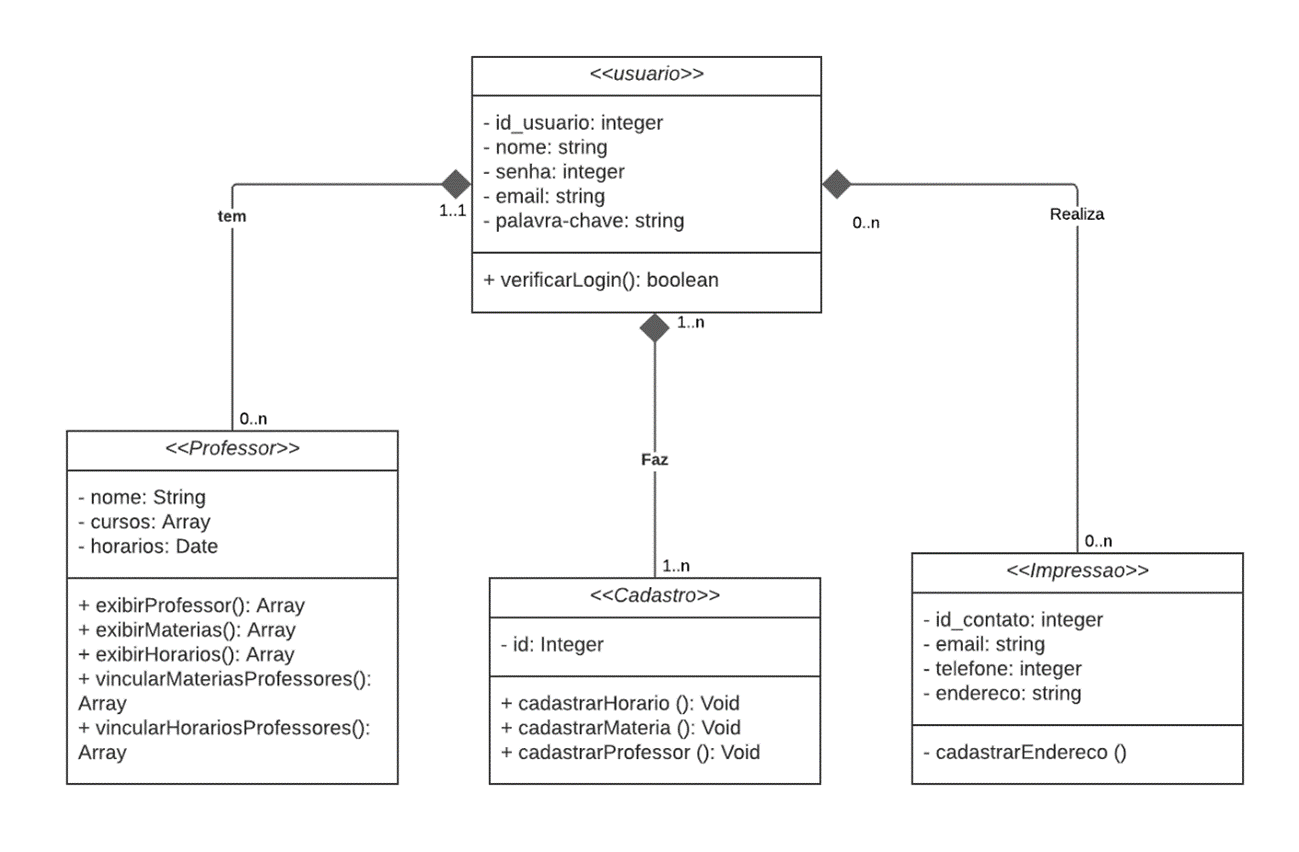 <<usuario>>
- id_usuario: integer
- nome: string
- senha: integer
- email: string
- palavra-chave: string
+ verificarLogin(): boolean
1..1
tem
0..n
0..n
Realiza
0..n
1..n
Faz
1..n
<<Professor>>
- nome: String
- cursos: Array
- horarios: Date
+ exibirProfessor(): Array
+ exibirMaterias(): Array
+ exibirHorarios(): Array
+ vincularMateriasProfessores():
Array
+ vincularHorariosProfessores():
Array
<<Cadastro>>
- id: Integer
+ cadastrarHorario (): Void
+ cadastrarMateria (): Void
+ cadastrarProfessor (): Void
<<Impressao>>
- id_contato: integer
- email: string
- telefone: integer
- endereco: string
- cadastrarEndereco ()